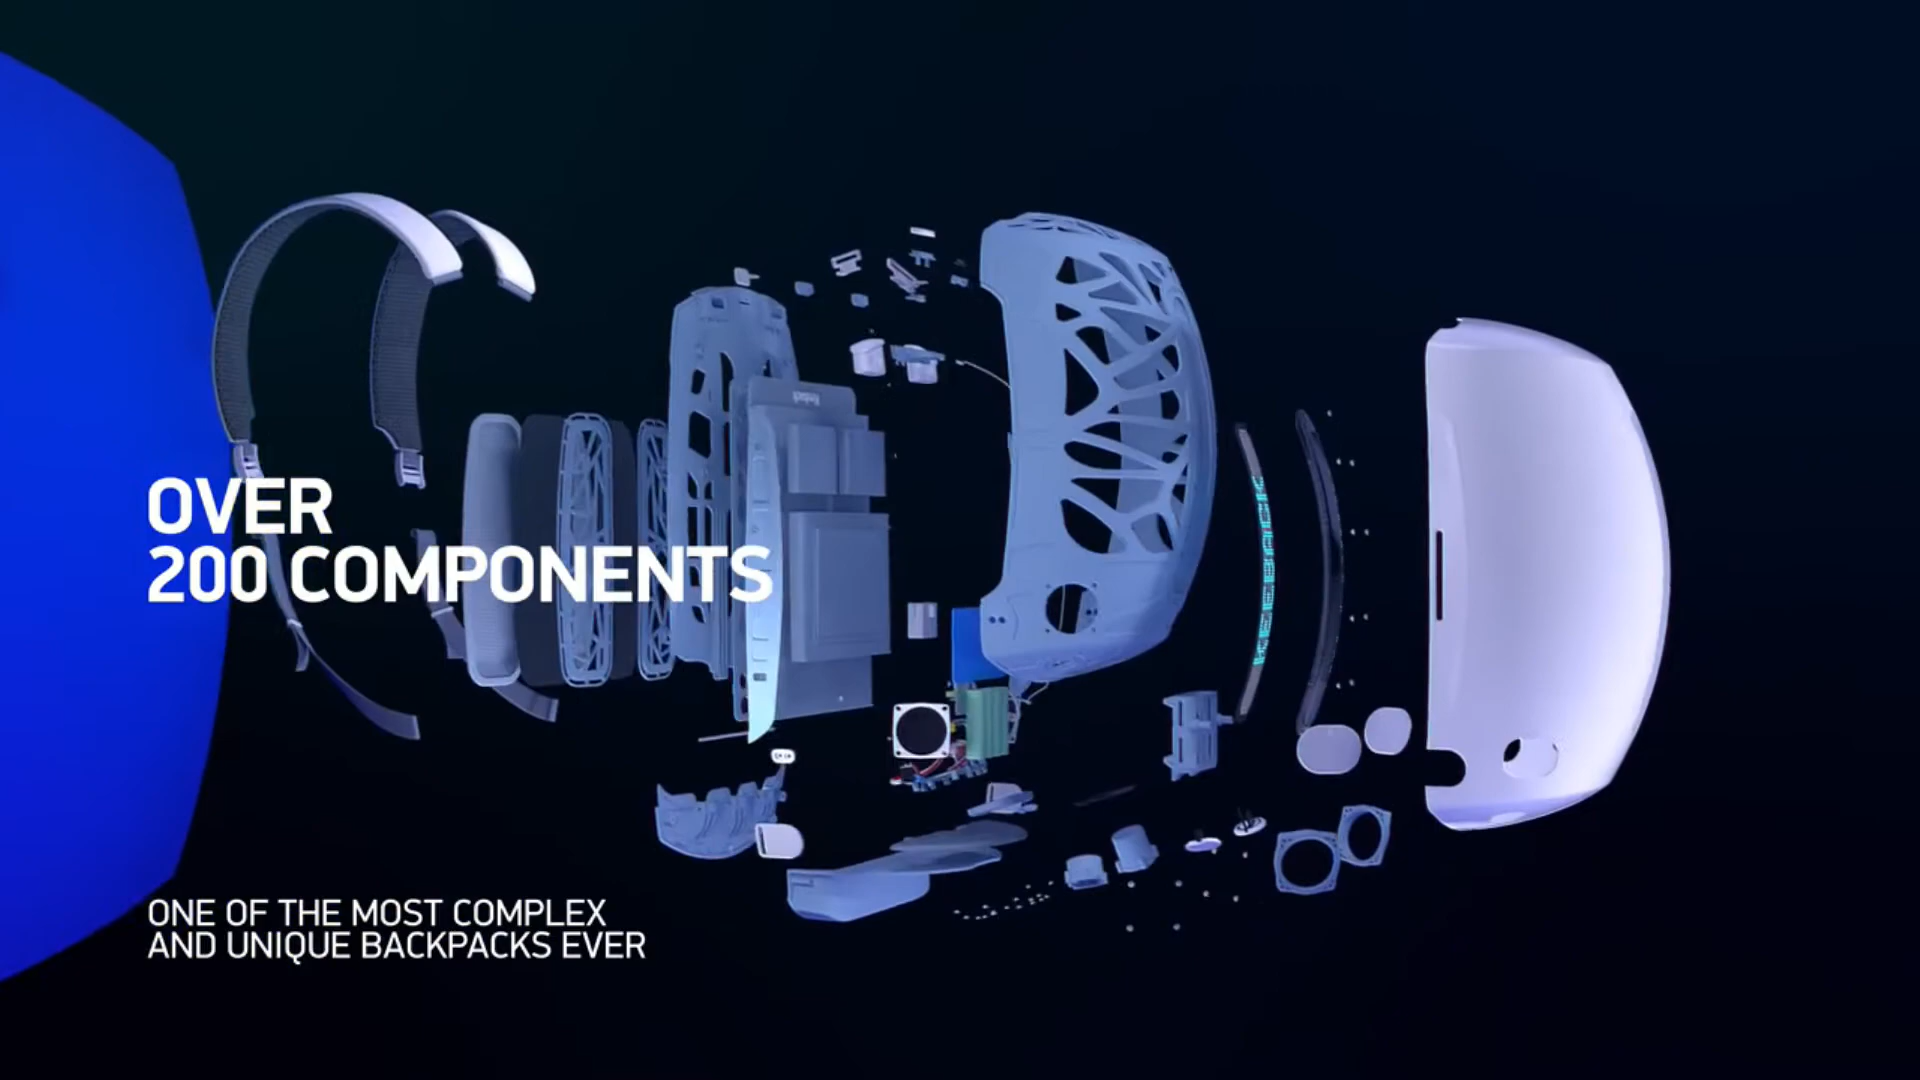 OVER
200 COMPONENTS
ONE OF THE MOST COMPLEX
AND UNIQUE BACKPACKS EVER